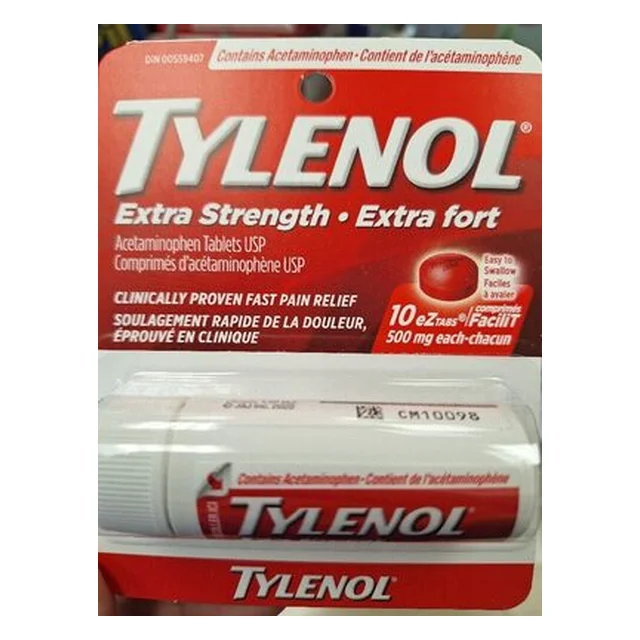 DIN 00559407
Contains Acetaminophen-Contient de l'acétaminophène
TYLENOL®
Extra Strength • Extra fort
Acetaminophen Tablets USP
Comprimés d'acétaminophène USP
Easy to
Swallow
Faciles
à avaler
CLINICALLY PROVEN FAST PAIN RELIEF
SOULAGEMENT RAPIDE DE LA DOULEUR,
ÉPROUVÉ EN CLINIQUE
10 eZTABS®/comprimés FaciliT
500 mg each-chacun
CM10098
Contains Acetaminophen-Contient de l'acétaminophène
TYLENOL®
TYLENOL®